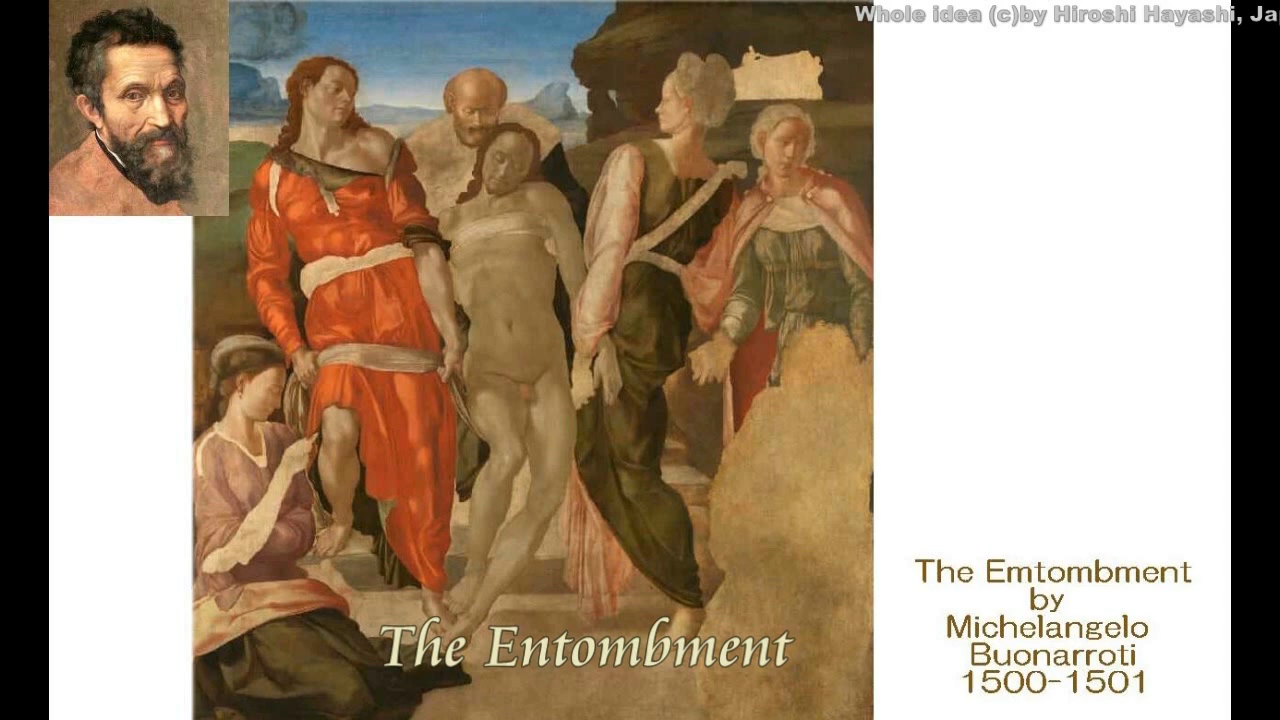 Whole idea (c)by Hiroshi Hayashi, Ja
The Entombment
The Emtombment
by
Michelangelo
Buonarroti
1500-1501